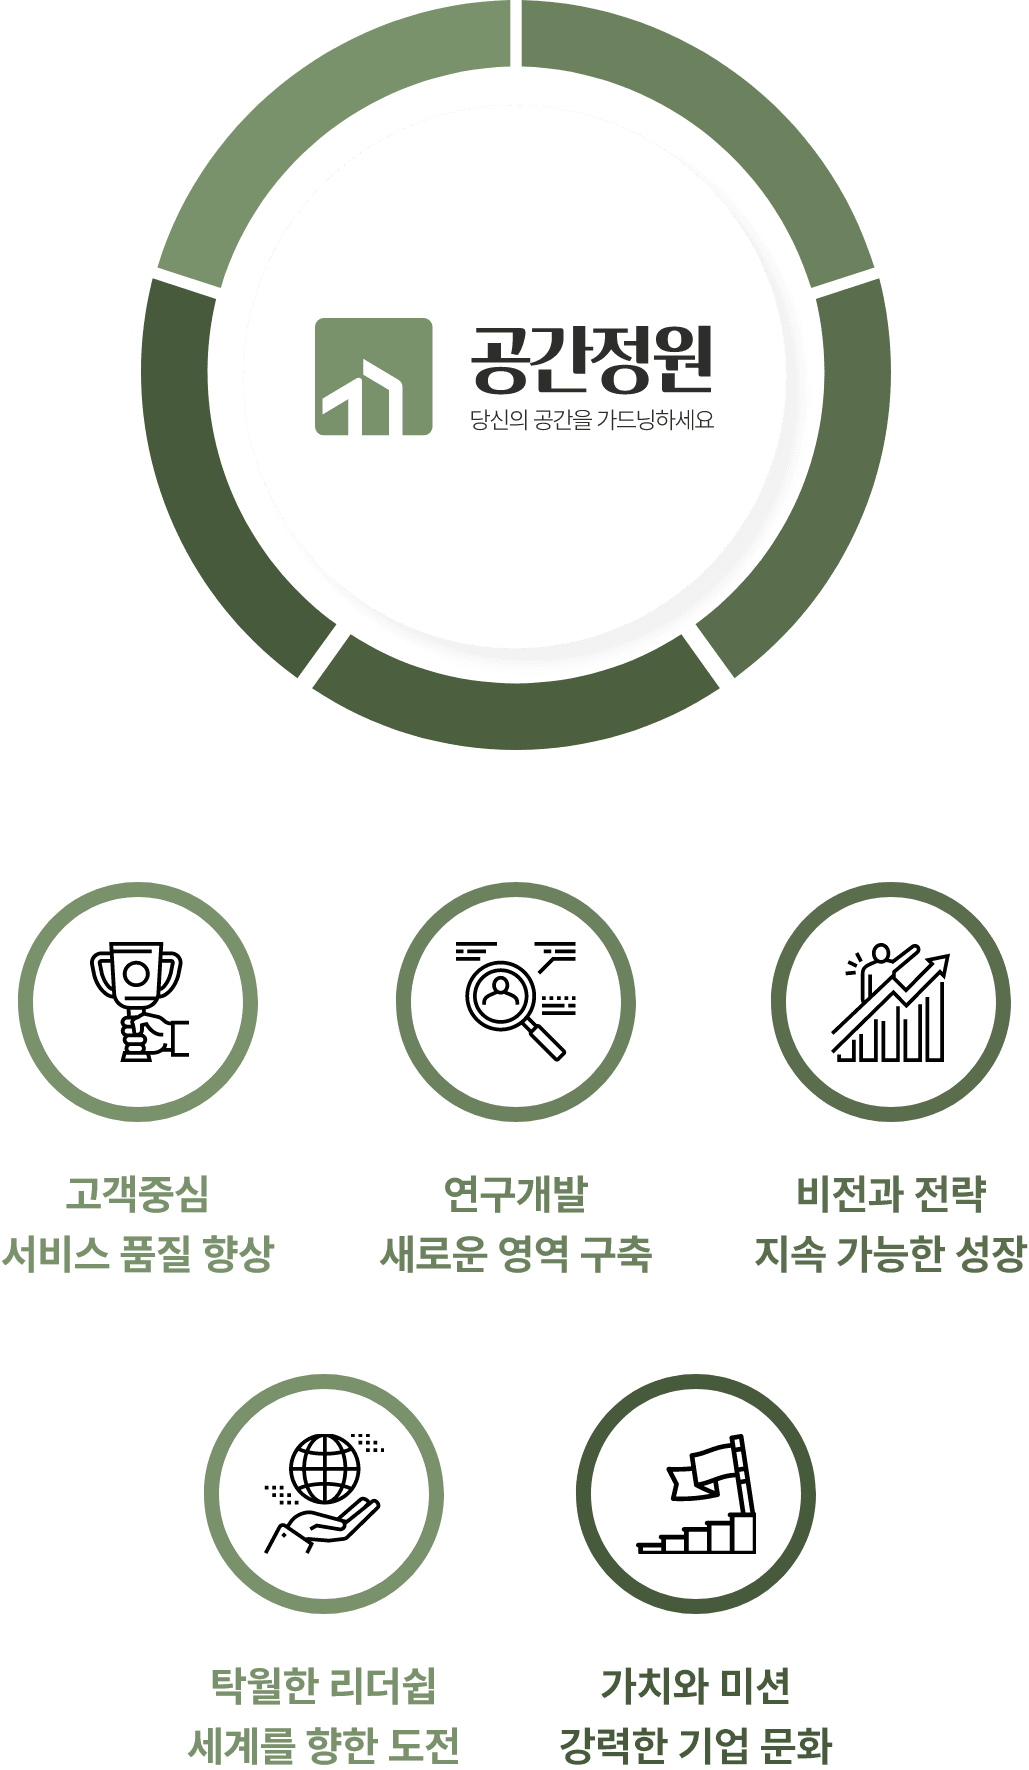 공간정원
당신의 공간을 가드닝하세요
고객중심
서비스 품질 향상
연구개발
새로운 영역 구축
비전과 전략
지속 가능한 성장
탁월한 리더쉽
세계를 향한 도전
가치와 미션
강력한 기업 문화